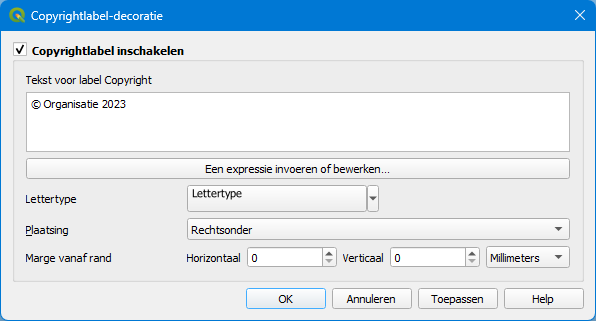 Copyrightlabel-decoratie
Copyrightlabel inschakelen
Tekst voor label Copyright
© Organisatie 2023
Een expressie invoeren of bewerken...
Lettertype Lettertype
Plaatsing Rechtsonder
Marge vanaf rand Horizontaal 0 Verticaal 0 Millimeters
OK Annuleren Toepassen Help